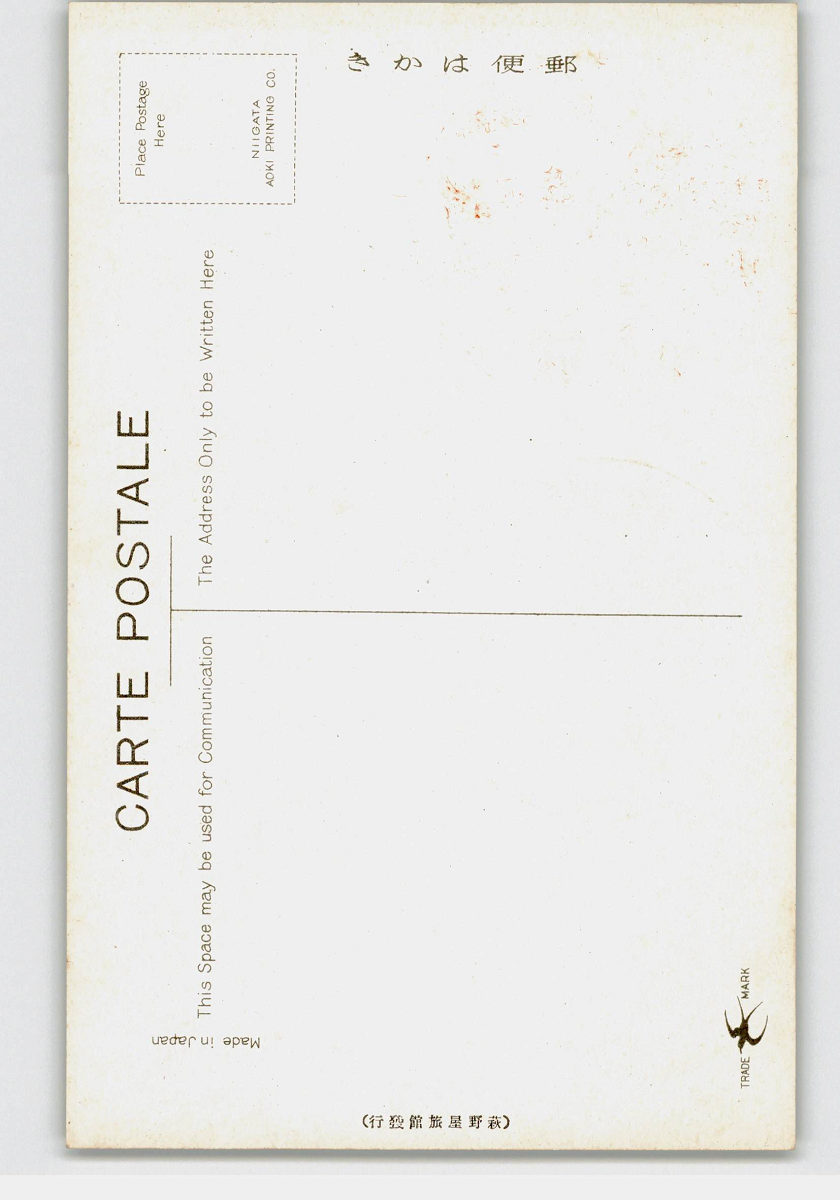 郵便はかき
Place Postage
Here
NIIGATA
AOKI PRINTING CO.
CARTE POSTALE
The Address Only to be Written Here
This Space may be used for Communication
Made in Japan
TRADE MARK
(萩野屋旅館發行)